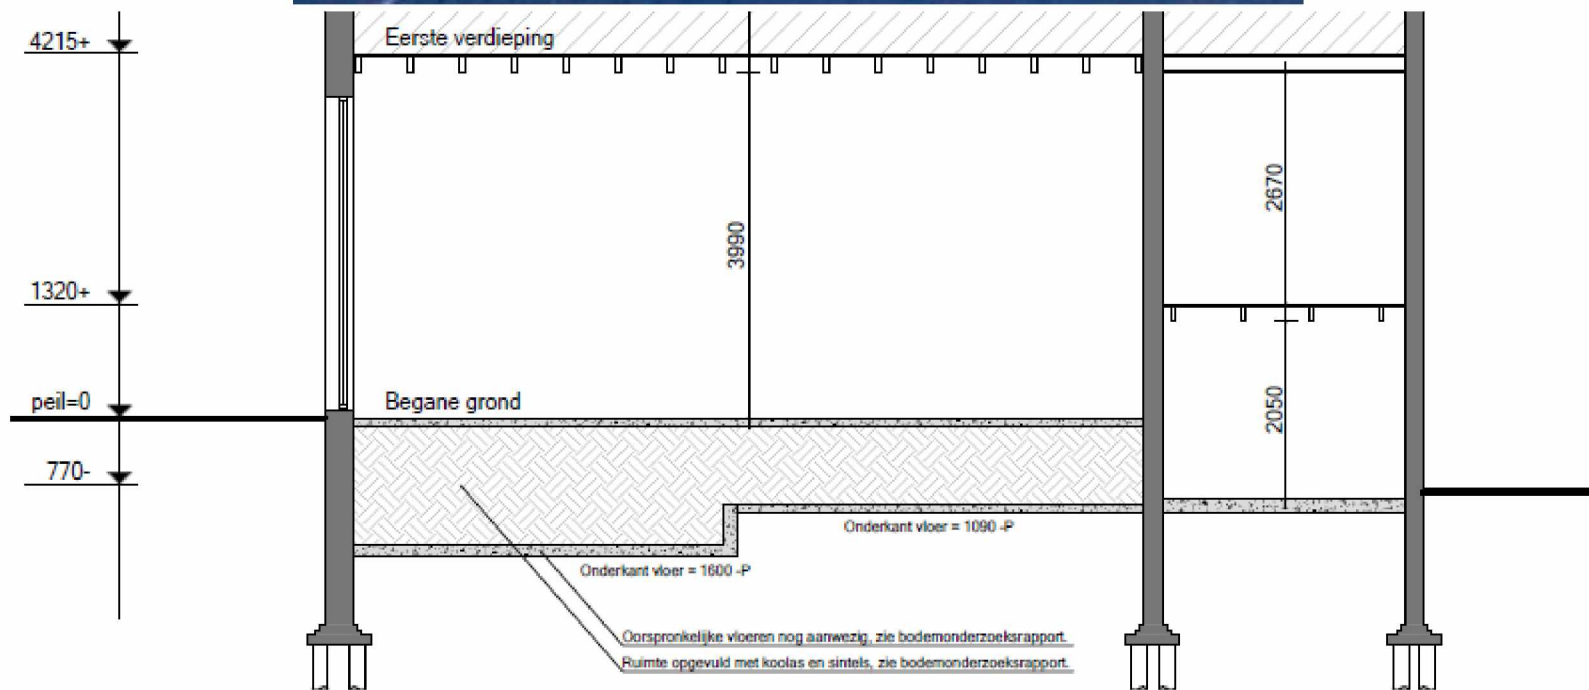 4215+
Eerste verdieping
2670
3990
1320+
peil=0
Begane grond
2050
770-
Onderkant vloer = 1090 -P
Onderkant vloer = 1600 -P
Oorspronkelijke vloeren nog aanwezig, zie bodemonderzoeksrapport.
Ruimte opgevuld met koolas en sintels, zie bodemonderzoeksrapport.